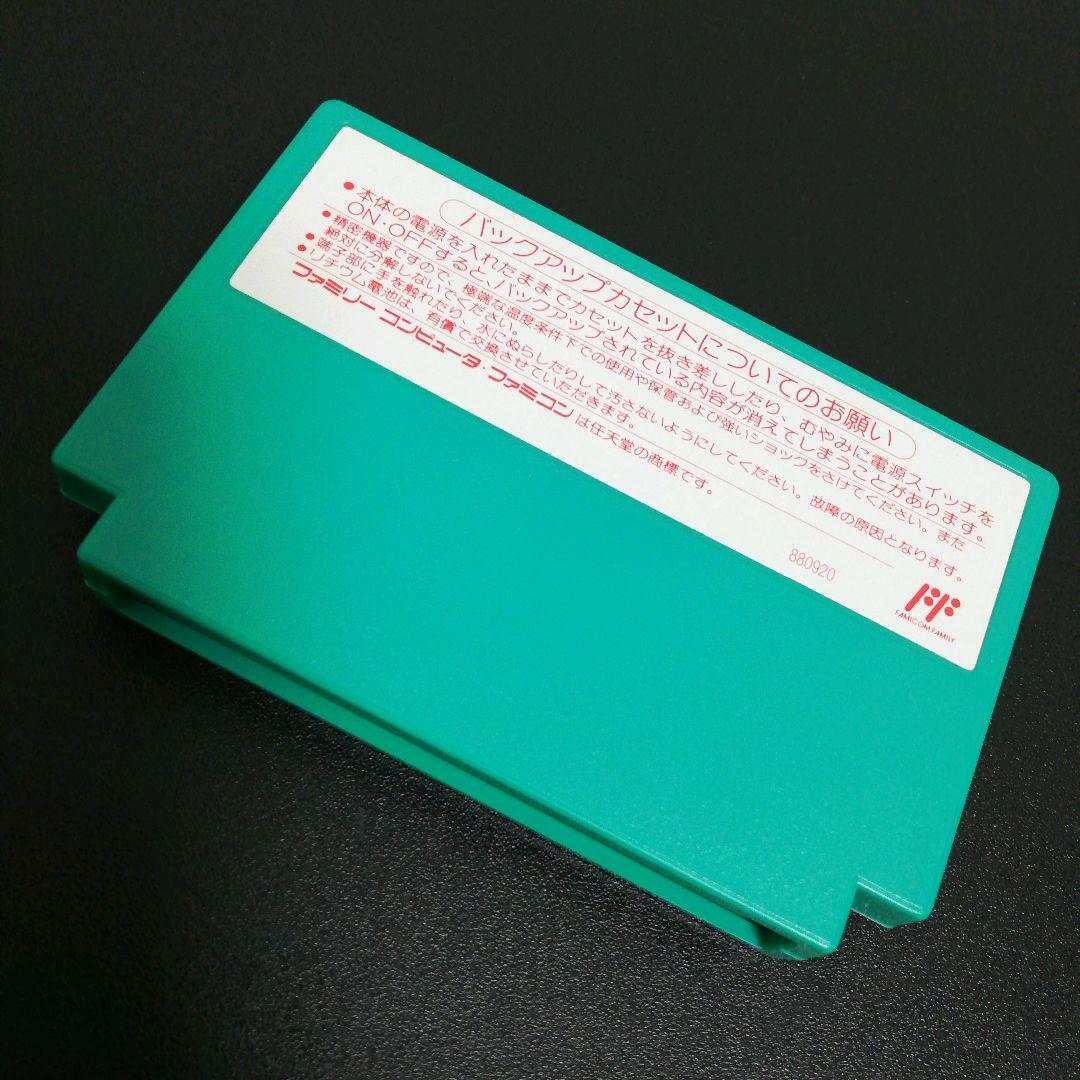 バックアップカセットについてのお願い
●本体の電源を入れたままでカセットを抜き差ししたり、むやみに電源スイッチを
ON・OFFすると、バックアップされている内容が消えてしまうことがあります。
●精密機器ですので、極端な温度条件下での使用や保管および強いショックをさけてください。また
絶対に分解しないでください。
●端子部に手を触れたり、水にぬらしたりして汚さないようにしてください。故障の原因となります。
●リチウム電池は、有償で交換させていただきます。
ファミリーコンピュータ・ファミコンは任天堂の商標です。
880920
FF
FAMICOM FAMILY